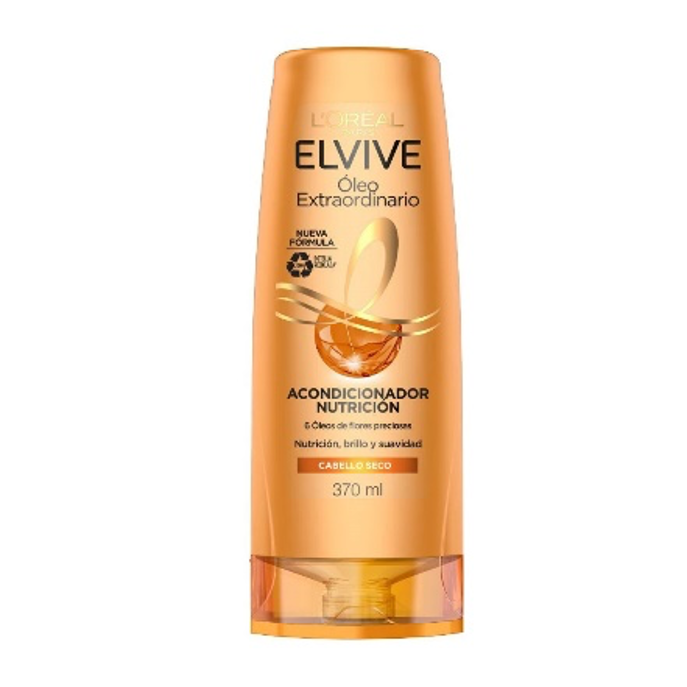 L'ORÉAL
PARIS
ELVIVE
Óleo
Extraordinario
NUEVA
FÓRMULA
ACONDICIONADOR
NUTRICIÓN
6 Óleos de flores preciosas
Nutrición, brillo y suavidad
CABELLO SECO
370 ml